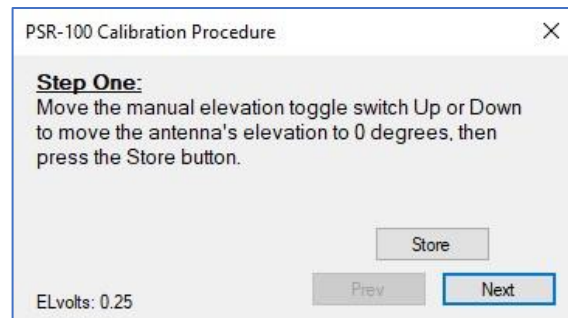 PSR-100 Calibration Procedure
Step One:
Move the manual elevation toggle switch Up or Down
to move the antenna's elevation to 0 degrees, then
press the Store button.
Store
Prev
Next
ELvolts: 0.25